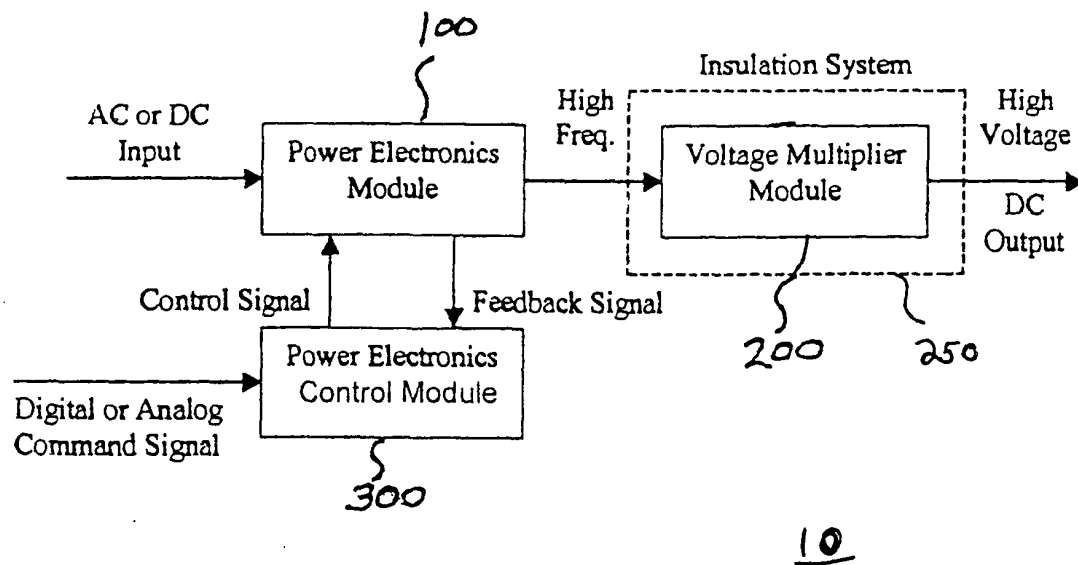 100
Insulation System
AC or DC
Input
Power Electronics
Module
High
Freq.
Voltage Multiplier
Module
High
Voltage
DC
Output
Control Signal
Feedback Signal
200
250
Power Electronics
Control Module
Digital or Analog
Command Signal
300
10